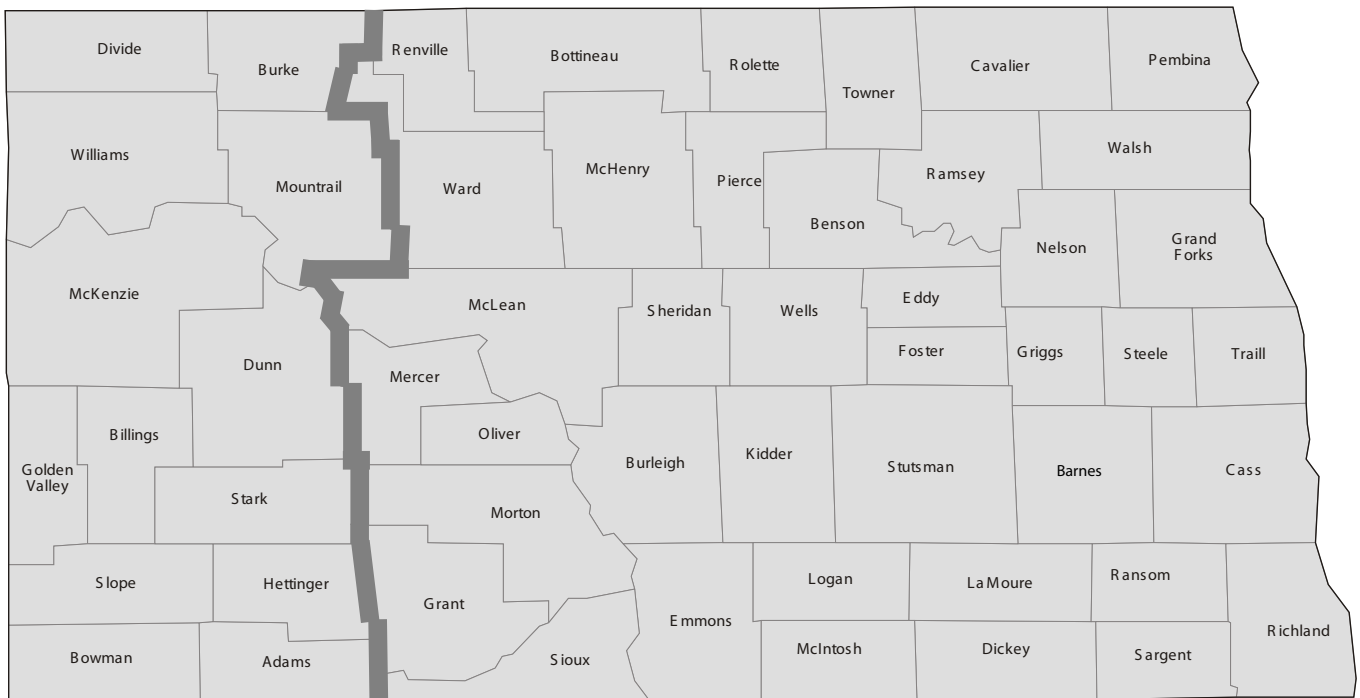 Divide
Burke
Renville
Bottineau
Rolette
Towner
Cavalier
Pembina
Williams
Mountrail
Ward
McHenry
Pierce
Benson
Ramsey
Walsh
Nelson
Grand
Forks
McKenzie
Dunn
McLean
Sheridan
Wells
Eddy
Foster
Griggs
Steele
Traill
Mercer
Oliver
Golden
Valley
Billings
Stark
Morton
Burleigh
Kidder
Stutsman
Barnes
Cass
Slope
Hettinger
Grant
Emmons
Logan
LaMoure
Ransom
Richland
Bowman
Adams
Sioux
McIntosh
Dickey
Sargent